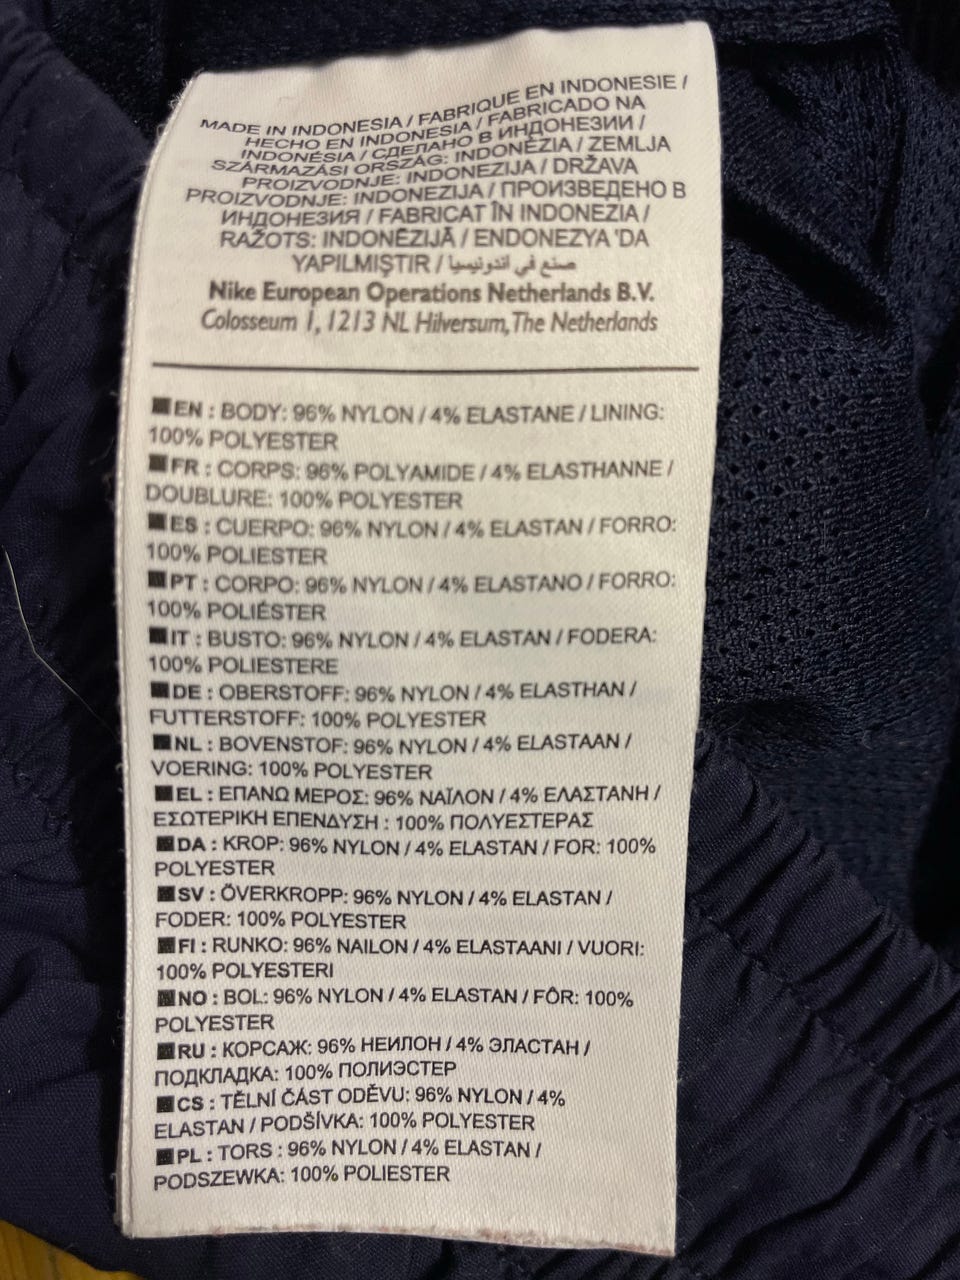 MADE IN INDONESIA / FABRIQUE EN INDONESIE /
HECHO EN INDONESIA / FABRICADO NA
INDONÉSIA / СДЕЛАНО В ИНДОНЕЗИИ /
SZÁRMAZÁSI ORSZÁG: INDONÉZIA / ZEMLJA
PROIZVODNJE: INDONEZIJA / DRŽAVA
PROIZVODNJE: INDONEZIJA / ПРОИЗВЕДЕНО В
ИНДОНЕЗИЯ / FABRICAT ÎN INDONEZIA /
RAŽOTS: INDONĒZIJĀ / ENDONEZYA 'DA
YAPILMIŞTIR / صنع في اندونيسيا
Nike European Operations Netherlands B.V.
Colosseum 1, 1213 NL Hilversum, The Netherlands
EN : BODY: 96% NYLON / 4% ELASTANE / LINING:
100% POLYESTER
FR : CORPS: 96% POLYAMIDE / 4% ELASTHANNE /
DOUBLURE: 100% POLYESTER
ES : CUERPO: 96% NYLON / 4% ELASTAN / FORRO:
100% POLIESTER
PT : CORPO: 96% NYLON / 4% ELASTANO / FORRO:
100% POLIÉSTER
IT : BUSTO: 96% NYLON / 4% ELASTAN / FODERA:
100% POLIESTERE
DE : OBERSTOFF: 96% NYLON / 4% ELASTHAN /
FUTTERSTOFF: 100% POLYESTER
NL : BOVENSTOF: 96% NYLON / 4% ELASTAAN /
VOERING: 100% POLYESTER
EL : ΕΠΑΝΩ ΜΕΡΟΣ: 96% ΝΑΪΛΟΝ / 4% ΕΛΑΣΤΑΝΗ /
ΕΣΩΤΕΡΙΚΗ ΕΠΕΝΔΥΣΗ : 100% ΠΟΛΥΕΣΤΕΡΑΣ
DA : KROP: 96% NYLON / 4% ELASTAN / FOR: 100%
POLYESTER
SV : ÖVERKROPP: 96% NYLON / 4% ELASTAN /
FODER: 100% POLYESTER
FI : RUNKO: 96% NAILON / 4% ELASTAANI / VUORI:
100% POLYESTERI
NO : BOL: 96% NYLON / 4% ELASTAN / FÔR: 100%
POLYESTER
RU : КОРСАЖ: 96% НЕИЛОН / 4% ЭЛАСТАН /
ПОДКЛАДКА: 100% ПОЛИЭСТЕР
CS : TĚLNÍ ČÁST ODĚVU: 96% NYLON / 4%
ELASTAN / PODŠÍVKA: 100% POLYESTER
PL : TORS : 96% NYLON / 4% ELASTAN /
PODSZEWKA: 100% POLIESTER